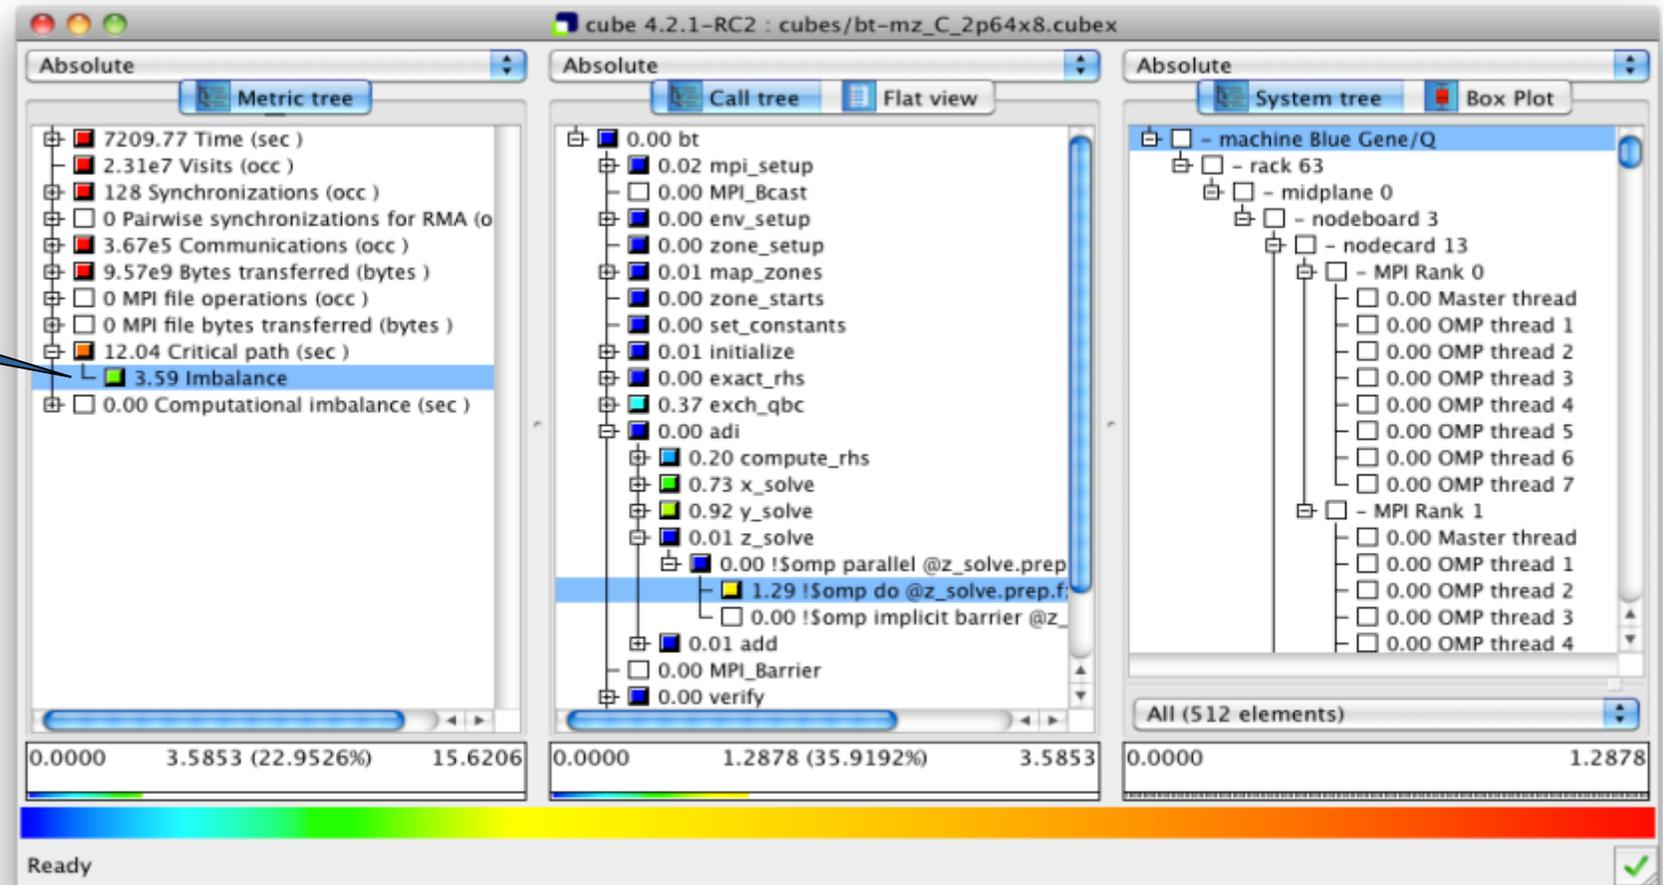 cube 4.2.1-RC2 : cubes/bt-mz_C_2p64x8.cubex
Absolute
Metric tree
7209.77 Time (sec )
2.31e7 Visits (occ )
128 Synchronizations (occ )
0 Pairwise synchronizations for RMA (o
3.67e5 Communications (occ )
9.57e9 Bytes transferred (bytes )
0 MPI file operations (occ )
0 MPI file bytes transferred (bytes )
12.04 Critical path (sec )
3.59 Imbalance
0.00 Computational imbalance (sec )
0.0000 3.5853 (22.9526%) 15.6206
Absolute
Call tree
Flat view
0.00 bt
0.02 mpi_setup
0.00 MPI_Bcast
0.00 env_setup
0.00 zone_setup
0.01 map_zones
0.00 zone_starts
0.00 set_constants
0.01 initialize
0.00 exact_rhs
0.37 exch_qbc
0.00 adi
0.20 compute_rhs
0.73 x_solve
0.92 y_solve
0.01 z_solve
0.00 !$omp parallel @z_solve.prep
1.29 !$omp do @z_solve.prep.f:
0.00 !$omp implicit barrier @z_
0.01 add
0.00 MPI_Barrier
0.00 verify
0.0000 1.2878 (35.9192%) 3.5853
Absolute
System tree
Box Plot
- machine Blue Gene/Q
- rack 63
- midplane 0
- nodeboard 3
- nodecard 13
- MPI Rank 0
0.00 Master thread
0.00 OMP thread 1
0.00 OMP thread 2
0.00 OMP thread 3
0.00 OMP thread 4
0.00 OMP thread 5
0.00 OMP thread 6
0.00 OMP thread 7
- MPI Rank 1
0.00 Master thread
0.00 OMP thread 1
0.00 OMP thread 2
0.00 OMP thread 3
0.00 OMP thread 4
All (512 elements)
0.0000 1.2878
Ready